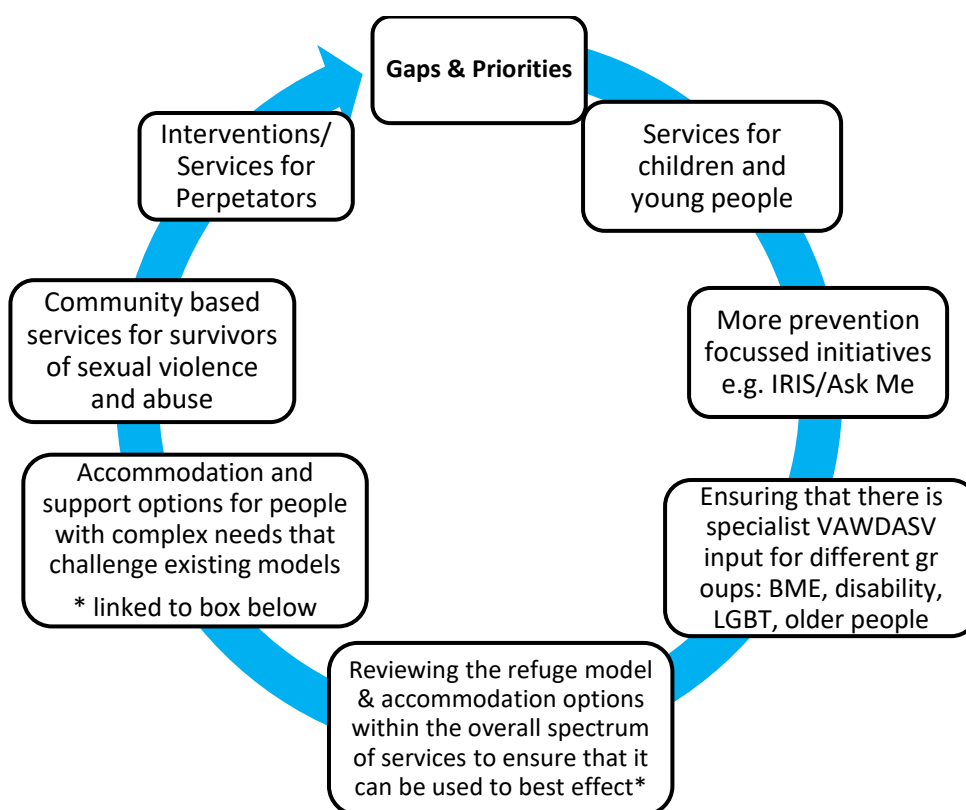 Gaps & Priorities
Services for
children and
young people
More prevention
focussed initiatives
e.g. IRIS/Ask Me
Ensuring that there is
specialist VAWDASV
input for different gr
oups: BME, disability,
LGBT, older people
Reviewing the refuge model
& accommodation options
within the overall spectrum
of services to ensure that it
can be used to best effect*
Accommodation and
support options for people
with complex needs that
challenge existing models
* linked to box below
Community based
services for survivors
of sexual violence
and abuse
Interventions/
Services for
Perpetators